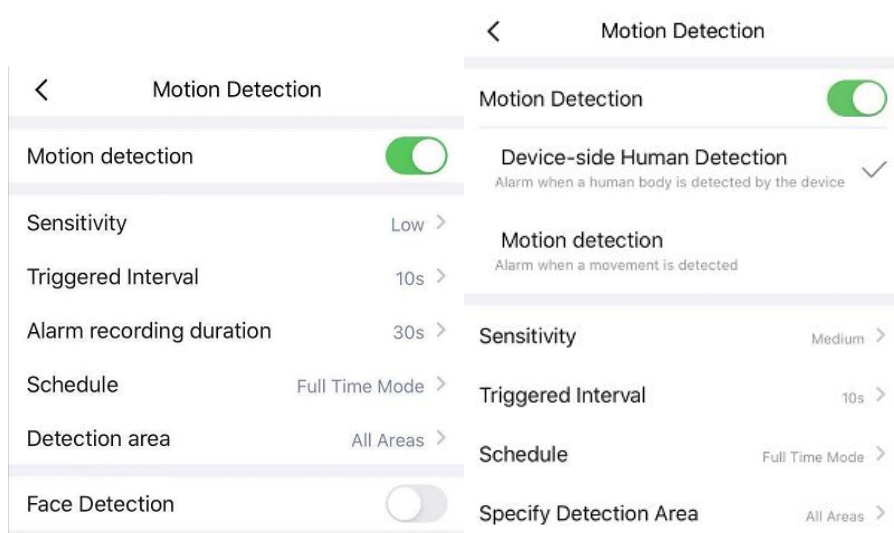 Motion Detection
Motion detection
Sensitivity Low
Triggered Interval 10s
Alarm recording duration 30s
Schedule Full Time Mode
Detection area All Areas
Face Detection
Motion Detection
Motion Detection
Device-side Human Detection
Alarm when a human body is detected by the device
Motion detection
Alarm when a movement is detected
Sensitivity Medium
Triggered Interval 10s
Schedule Full Time Mode
Specify Detection Area All Areas